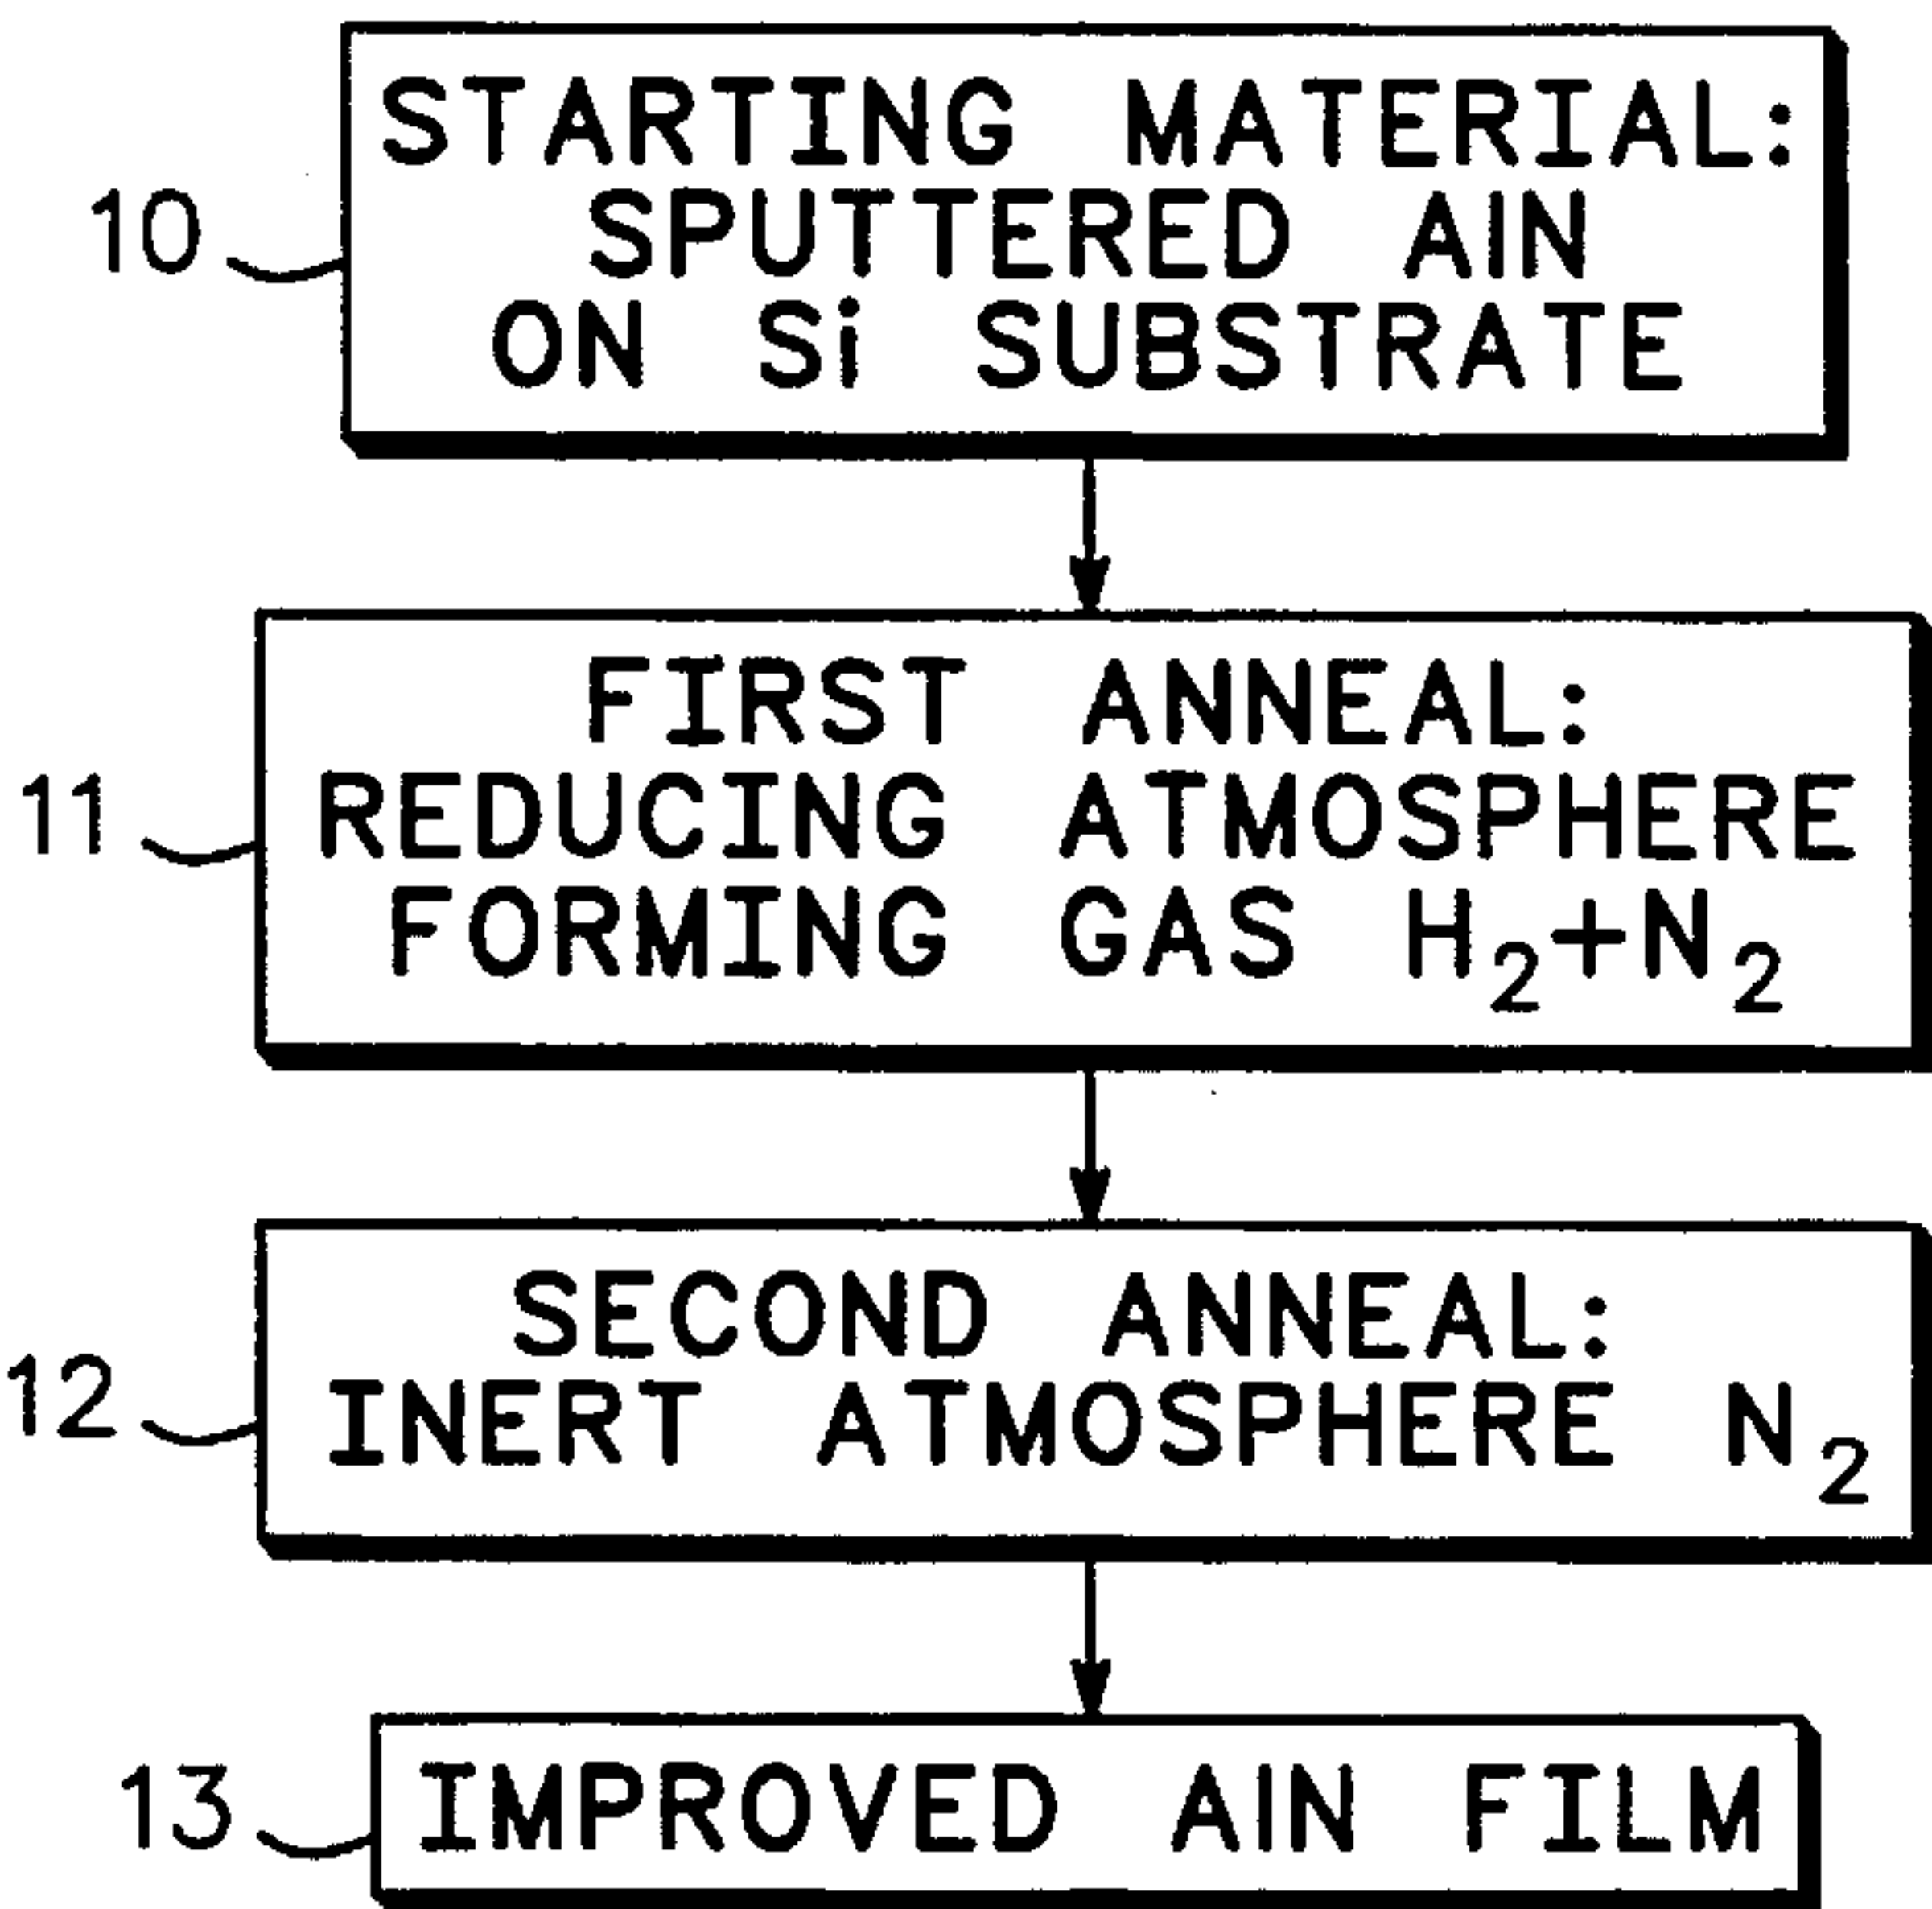 STARTING MATERIAL:
10
SPUTTERED AlN
ON Si SUBSTRATE
FIRST ANNEAL:
11
REDUCING ATMOSPHERE
FORMING GAS H₂+N₂
SECOND ANNEAL:
12
INERT ATMOSPHERE N₂
13
IMPROVED AlN FILM